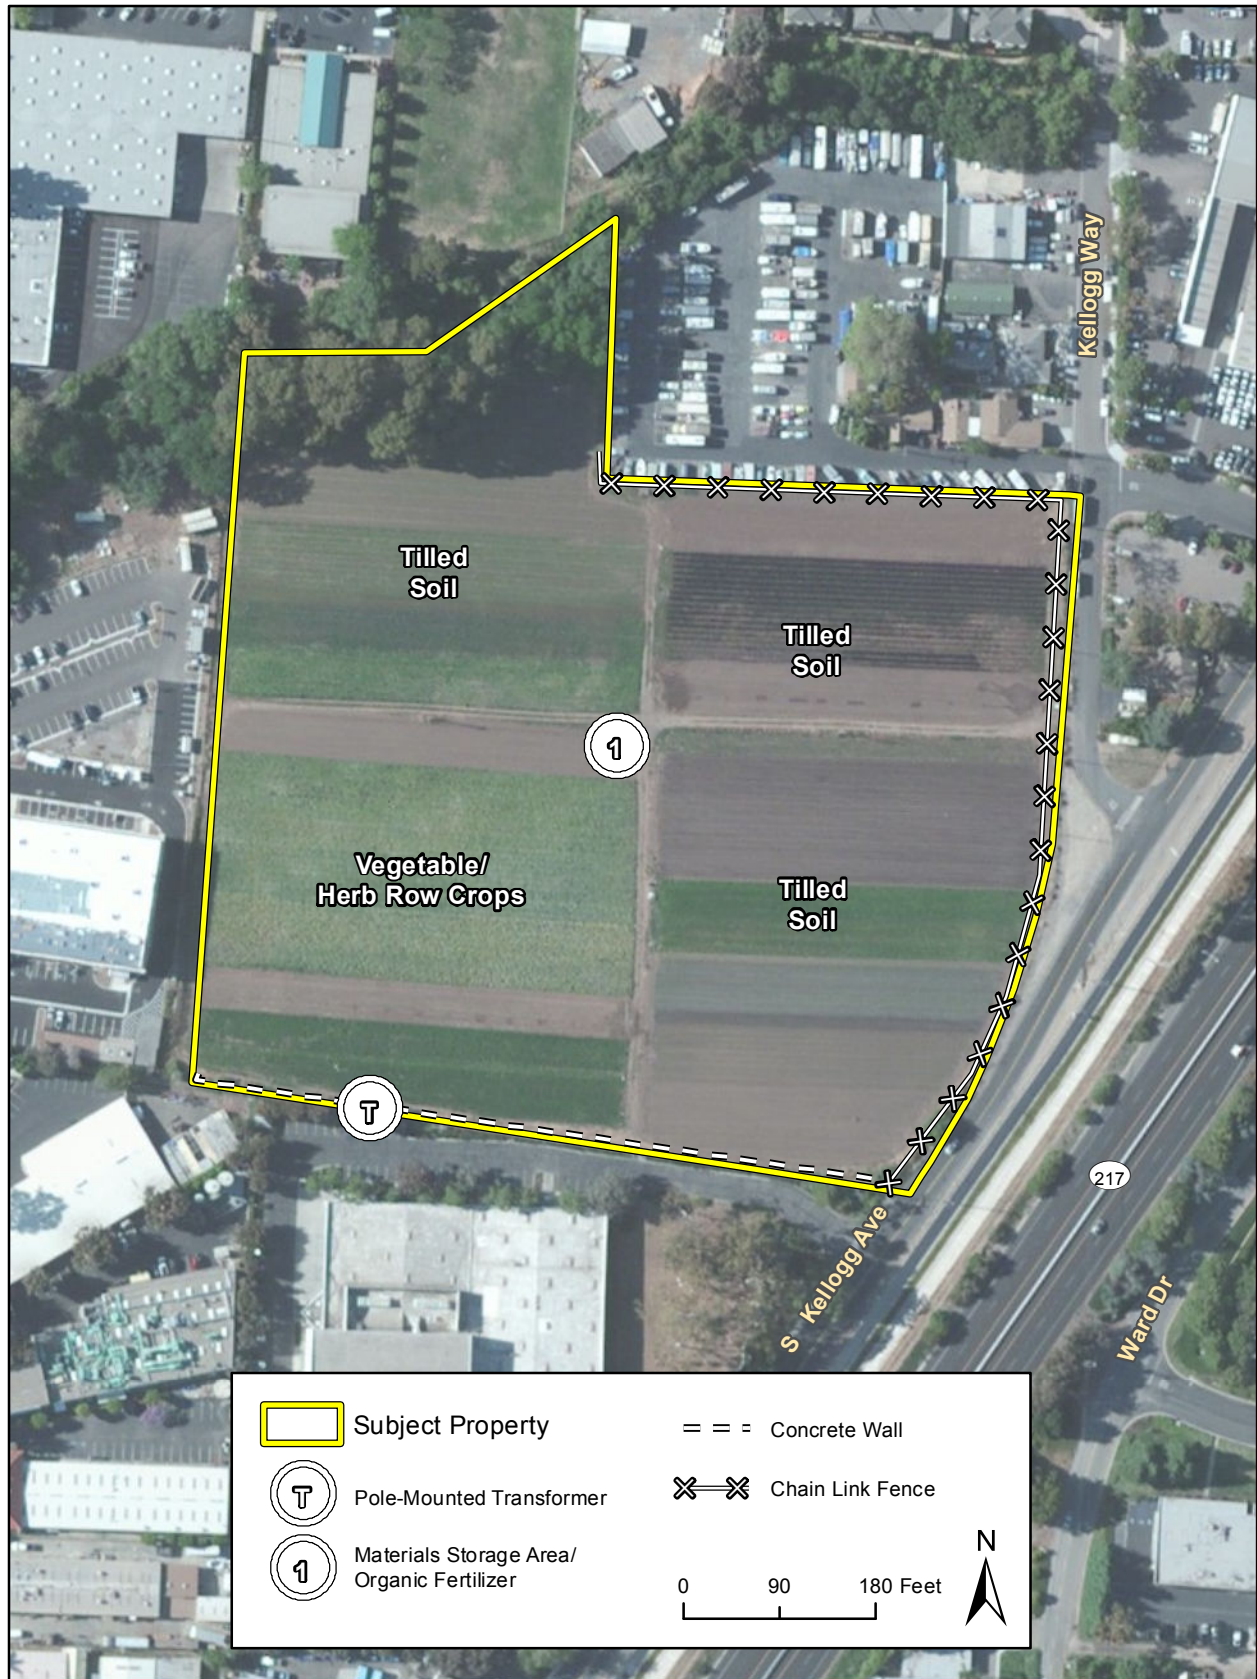 Kellogg Way
Tilled
Soil
Tilled
Soil
1
Vegetable/
Herb Row Crops
Tilled
Soil
T
217
S Kellogg Ave
Ward Dr
Subject Property
T
Pole-Mounted Transformer
1
Materials Storage Area/
Organic Fertilizer
Concrete Wall
Chain Link Fence
0 90 180 Feet
N